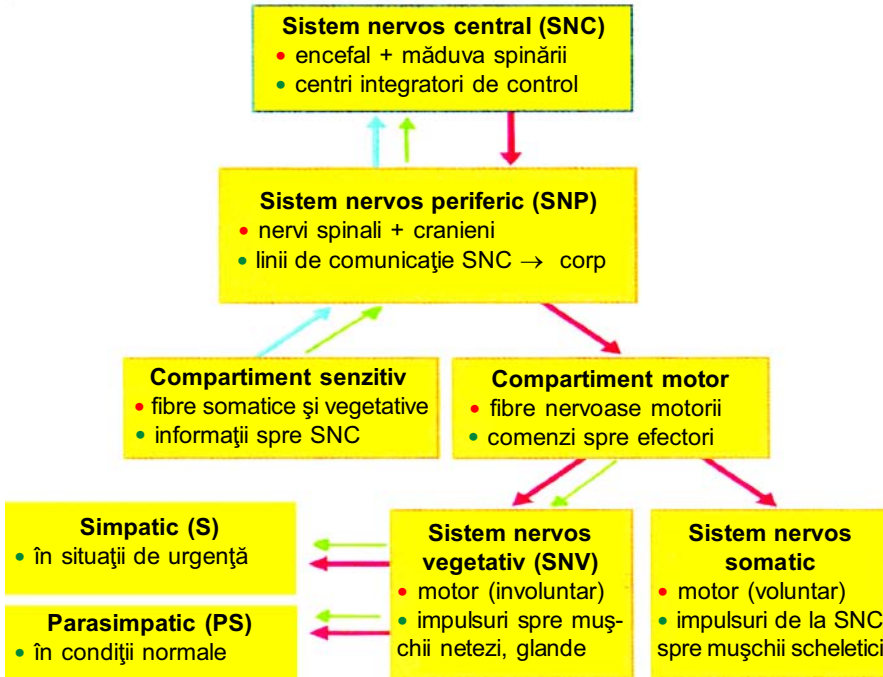 Sistem nervos central (SNC)
• encefal + măduva spinării
• centri integratori de control
Sistem nervos periferic (SNP)
• nervi spinali + cranieni
• linii de comunicaţie SNC → corp
Compartiment senzitiv
• fibre somatice şi vegetative
• informaţii spre SNC
Compartiment motor
• fibre nervoase motorii
• comenzi spre efectori
Simpatic (S)
• în situaţii de urgenţă
Parasimpatic (PS)
• în condiţii normale
Sistem nervos
vegetativ (SNV)
• motor (involuntar)
• impulsuri spre muş-
chii netezi, glande
Sistem nervos
somatic
• motor (voluntar)
• impulsuri de la SNC
spre muşchii scheletici